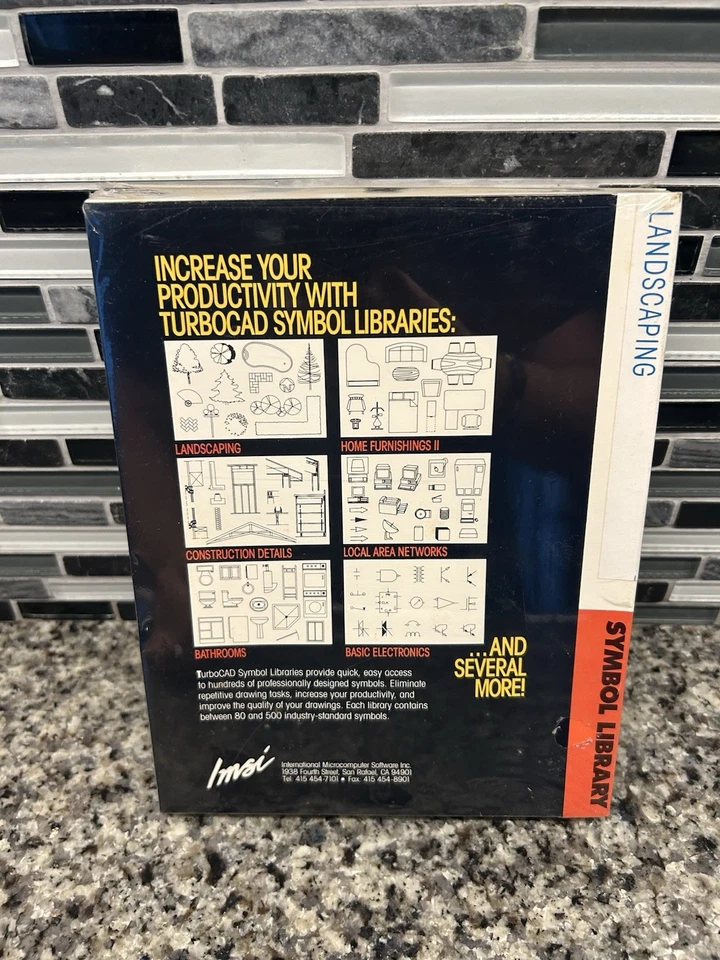 INCREASE YOUR
PRODUCTIVITY WITH
TURBOCAD SYMBOL LIBRARIES:
LANDSCAPING
HOME FURNISHINGS II
CONSTRUCTION DETAILS
LOCAL AREA NETWORKS
BATHROOMS
BASIC ELECTRONICS
...AND
SEVERAL
MORE!
TurboCAD Symbol Libraries provide quick, easy access
to hundreds of professionally designed symbols. Eliminate
repetitive drawing tasks, increase your productivity, and
improve the quality of your drawings. Each library contains
between 80 and 500 industry-standard symbols.
Imsi
International Microcomputer Software Inc.
1938 Fourth Street, San Rafael, CA 94901
Tel: 415 454-7101 • Fax: 415 454-8901
LANDSCAPING
SYMBOL LIBRARY